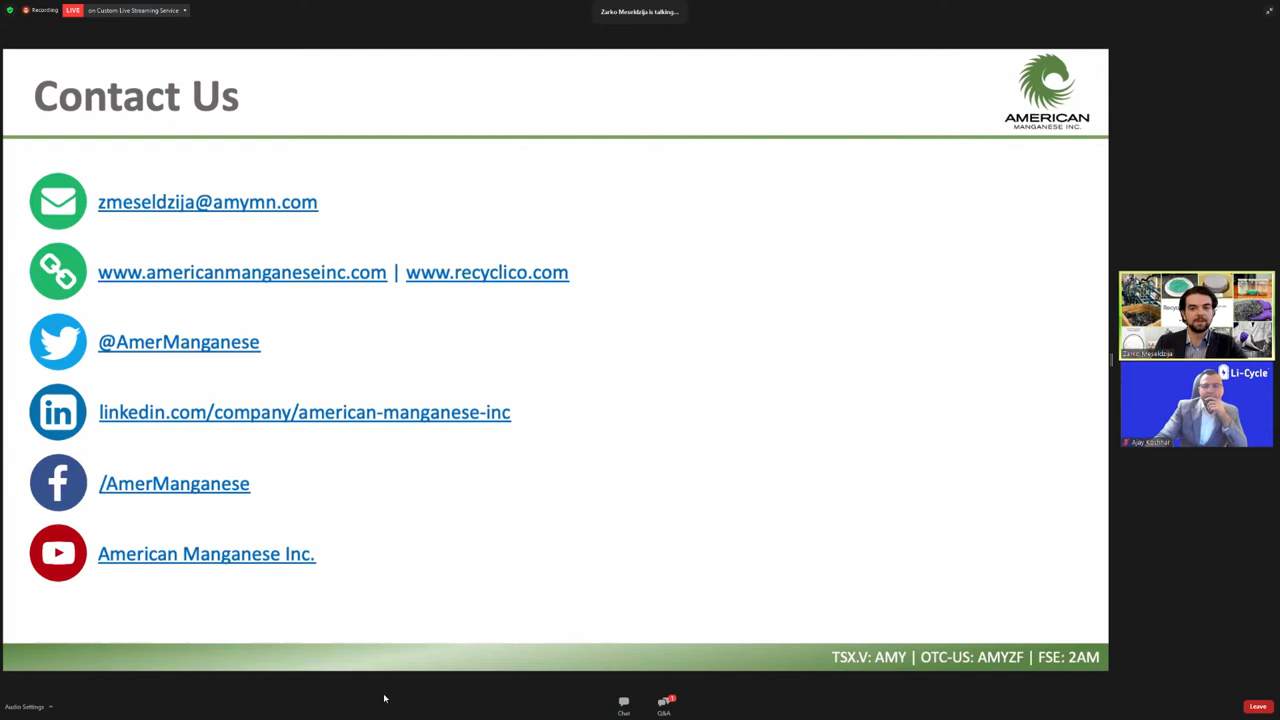 Recording
LIVE on Custom Live Streaming Service
Zarko Meseldzija is talking...
Contact Us
AMERICAN
MANGANESE INC.
zmeseldzija@amymn.com
www.americanmanganeseinc.com | www.recyclico.com
@AmerManganese
in linkedin.com/company/american-manganese-inc
f /AmerManganese
American Manganese Inc.
TSX.V: AMY | OTC-US: AMYZF | FSE: 2AM
Zarko Meseldzija
Li-Cycle
Ajay Kochhar
Audio Settings
Chat
1
Q&A
Leave